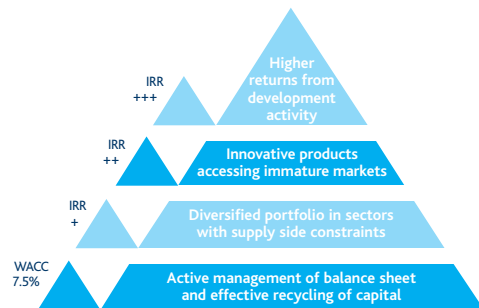 Higher
returns from
development
activity
IRR
+++
Innovative products
accessing immature markets
IRR
++
Diversified portfolio in sectors
with supply side constraints
IRR
+
Active management of balance sheet
and effective recycling of capital
WACC
7.5%